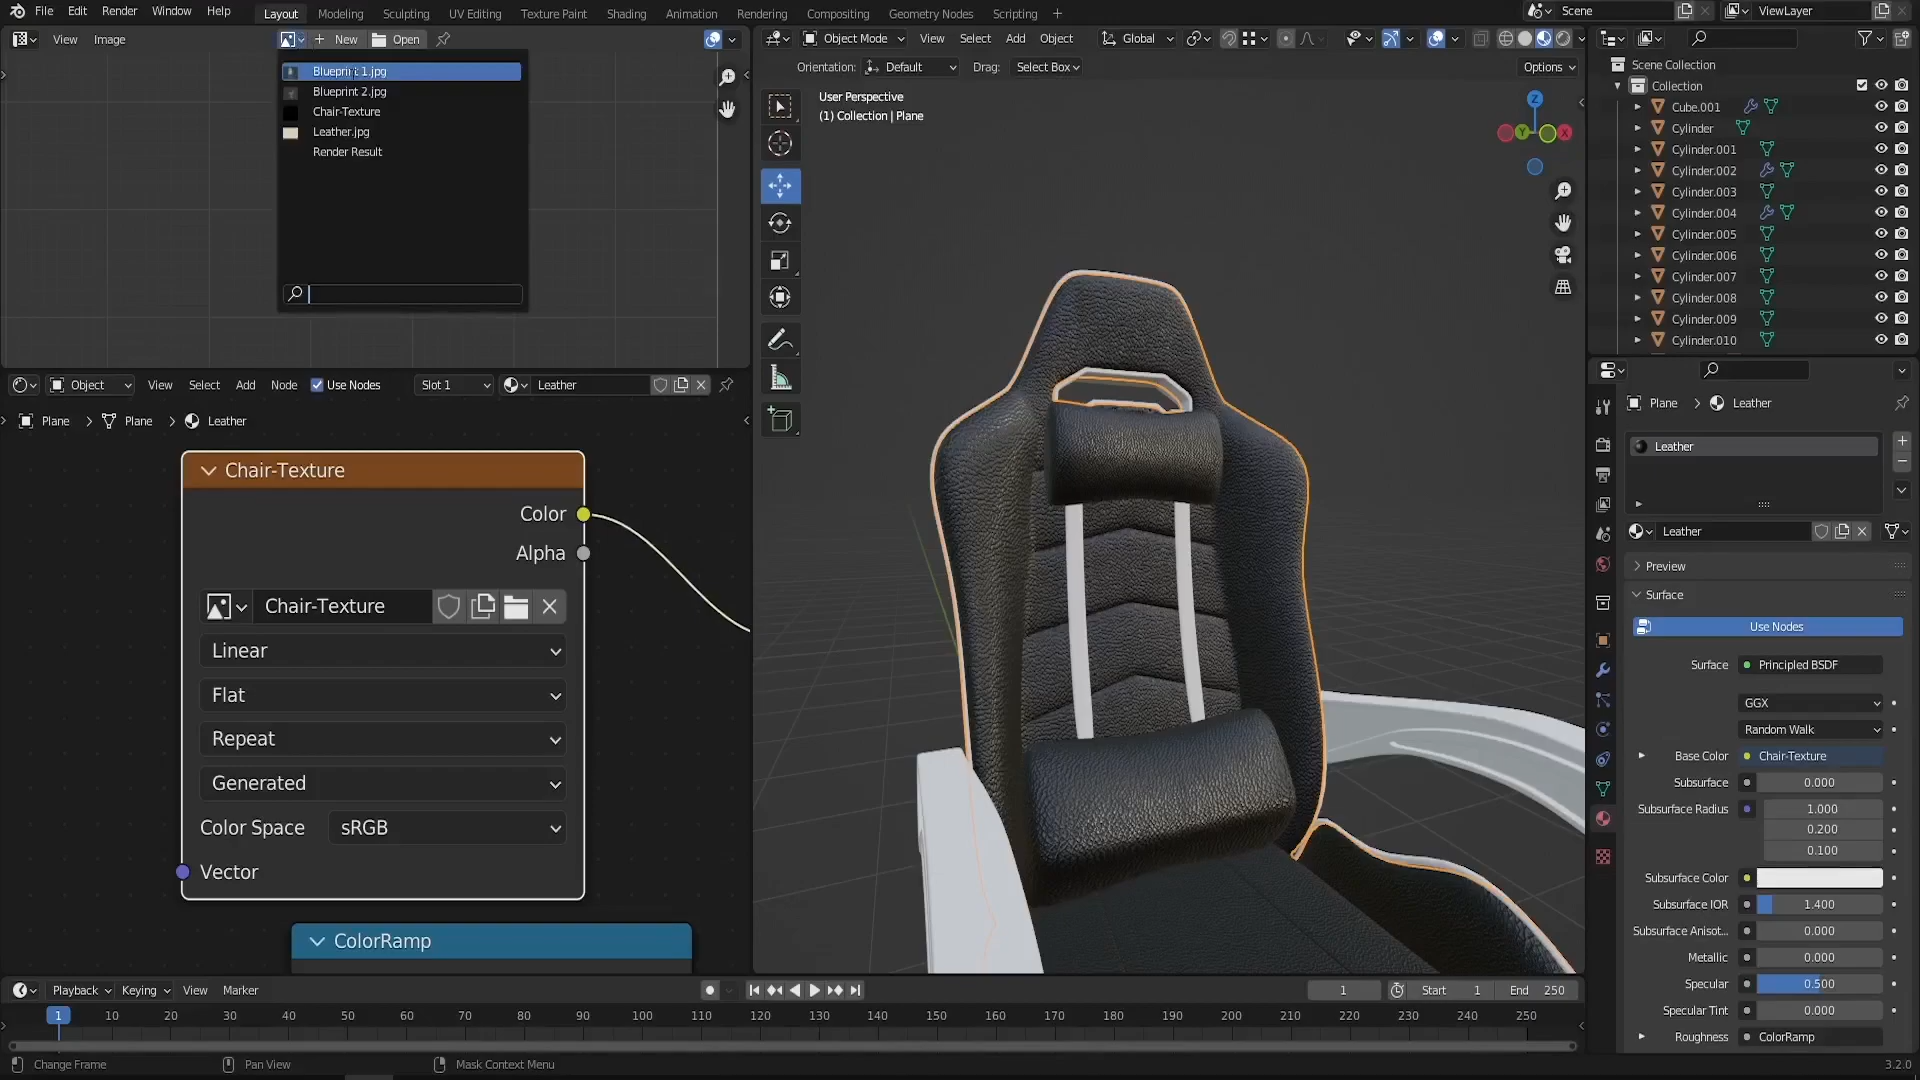 File Edit Render Window Help
Layout Modeling Sculpting UV Editing Texture Paint Shading Animation Rendering Compositing Geometry Nodes Scripting +
Scene ViewLayer
View Image New Open
Blueprint 1.jpg
Blueprint 2.jpg
Chair-Texture
Leather.jpg
Render Result
Object Mode View Select Add Object Global
Orientation: Default Drag: Select Box Options
User Perspective
(1) Collection | Plane
Z
Y
X
Scene Collection
Collection
Cube.001
Cylinder
Cylinder.001
Cylinder.002
Cylinder.003
Cylinder.004
Cylinder.005
Cylinder.006
Cylinder.007
Cylinder.008
Cylinder.009
Cylinder.010
Object View Select Add Node Use Nodes Slot 1 Leather
Plane > Plane > Leather
Chair-Texture
Color
Alpha
Chair-Texture
Linear
Flat
Repeat
Generated
Color Space sRGB
Vector
ColorRamp
Plane > Leather
Leather
Leather
Preview
Surface
Use Nodes
Surface Principled BSDF
GGX
Random Walk
Base Color Chair-Texture
Subsurface 0.000
Subsurface Radius 1.000
0.200
0.100
Subsurface Color
Subsurface IOR 1.400
Subsurface Anisot... 0.000
Metallic 0.000
Specular 0.500
Specular Tint 0.000
Roughness ColorRamp
Playback Keying View Marker 1 Start 1 End 250
1 10 20 30 40 50 60 70 80 90 100 110 120 130 140 150 160 170 180 190 200 210 220 230 240 250
Change Frame Pan View Mask Context Menu 3.2.0